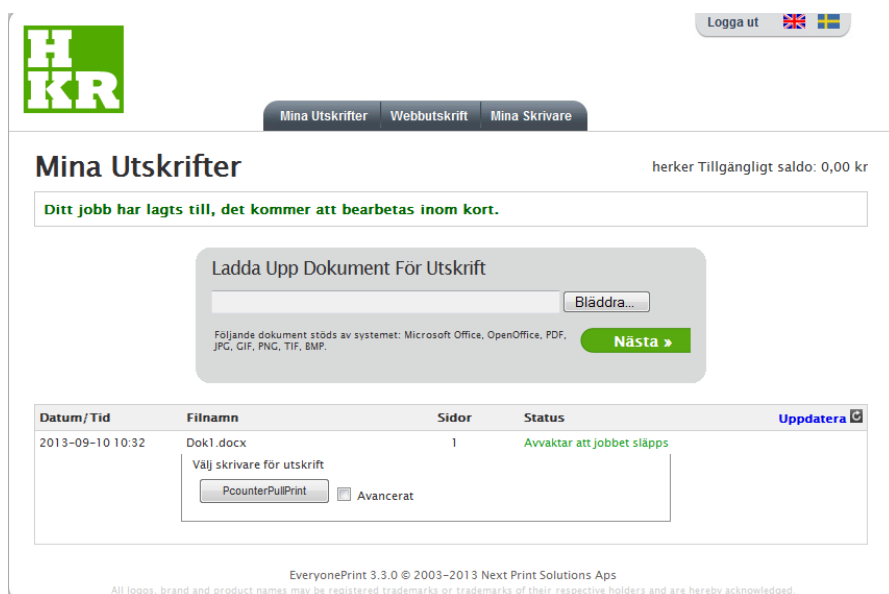 Logga ut
H
KR
Mina Utskrifter Webbutskrift Mina Skrivare
Mina Utskrifter
herker Tillgängligt saldo: 0,00 kr
Ditt jobb har lagts till, det kommer att bearbetas inom kort.
Ladda Upp Dokument För Utskrift
Bläddra...
Följande dokument stöds av systemet: Microsoft Office, OpenOffice, PDF,
JPG, GIF, PNG, TIF, BMP.
Nästa »
Datum/Tid Filnamn Sidor Status Uppdatera
2013-09-10 10:32 Dok1.docx 1 Avvaktar att jobbet släpps
Välj skrivare för utskrift
PcounterPullPrint Avancerat
EveryonePrint 3.3.0 © 2003-2013 Next Print Solutions Aps
All logos, brand and product names may be registered trademarks or trademarks of their respective holders and are hereby acknowledged.